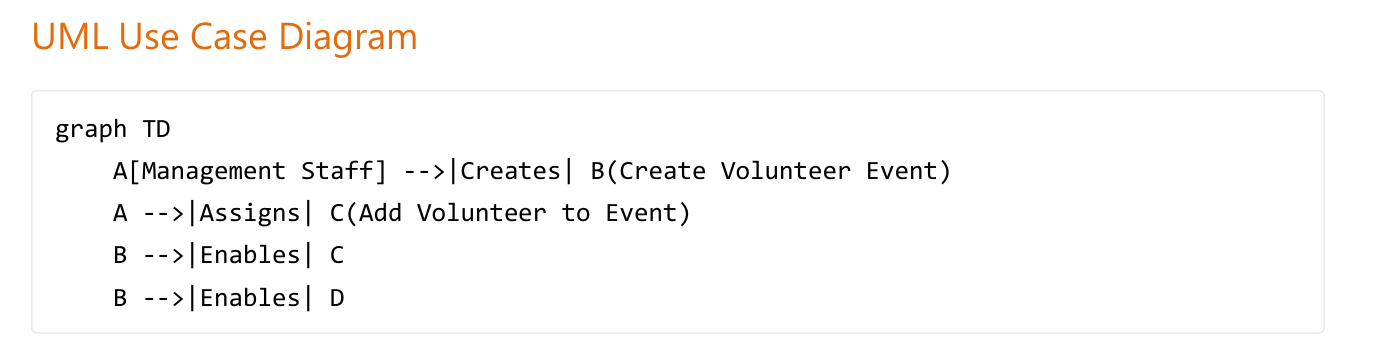 UML Use Case Diagram
graph TD
    A[Management Staff] -->|Creates| B(Create Volunteer Event)
    A -->|Assigns| C(Add Volunteer to Event)
    B -->|Enables| C
    B -->|Enables| D